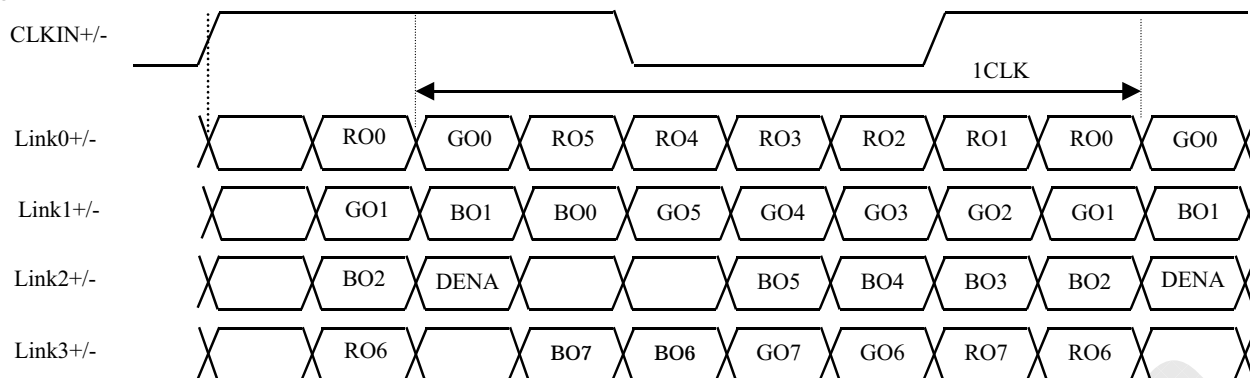 CLKIN+/-
1CLK
Link0+/- RO0 GO0 RO5 RO4 RO3 RO2 RO1 RO0 GO0
Link1+/- GO1 BO1 BO0 GO5 GO4 GO3 GO2 GO1 BO1
Link2+/- BO2 DENA BO5 BO4 BO3 BO2 DENA
Link3+/- RO6 BO7 BO6 GO7 GO6 RO7 RO6